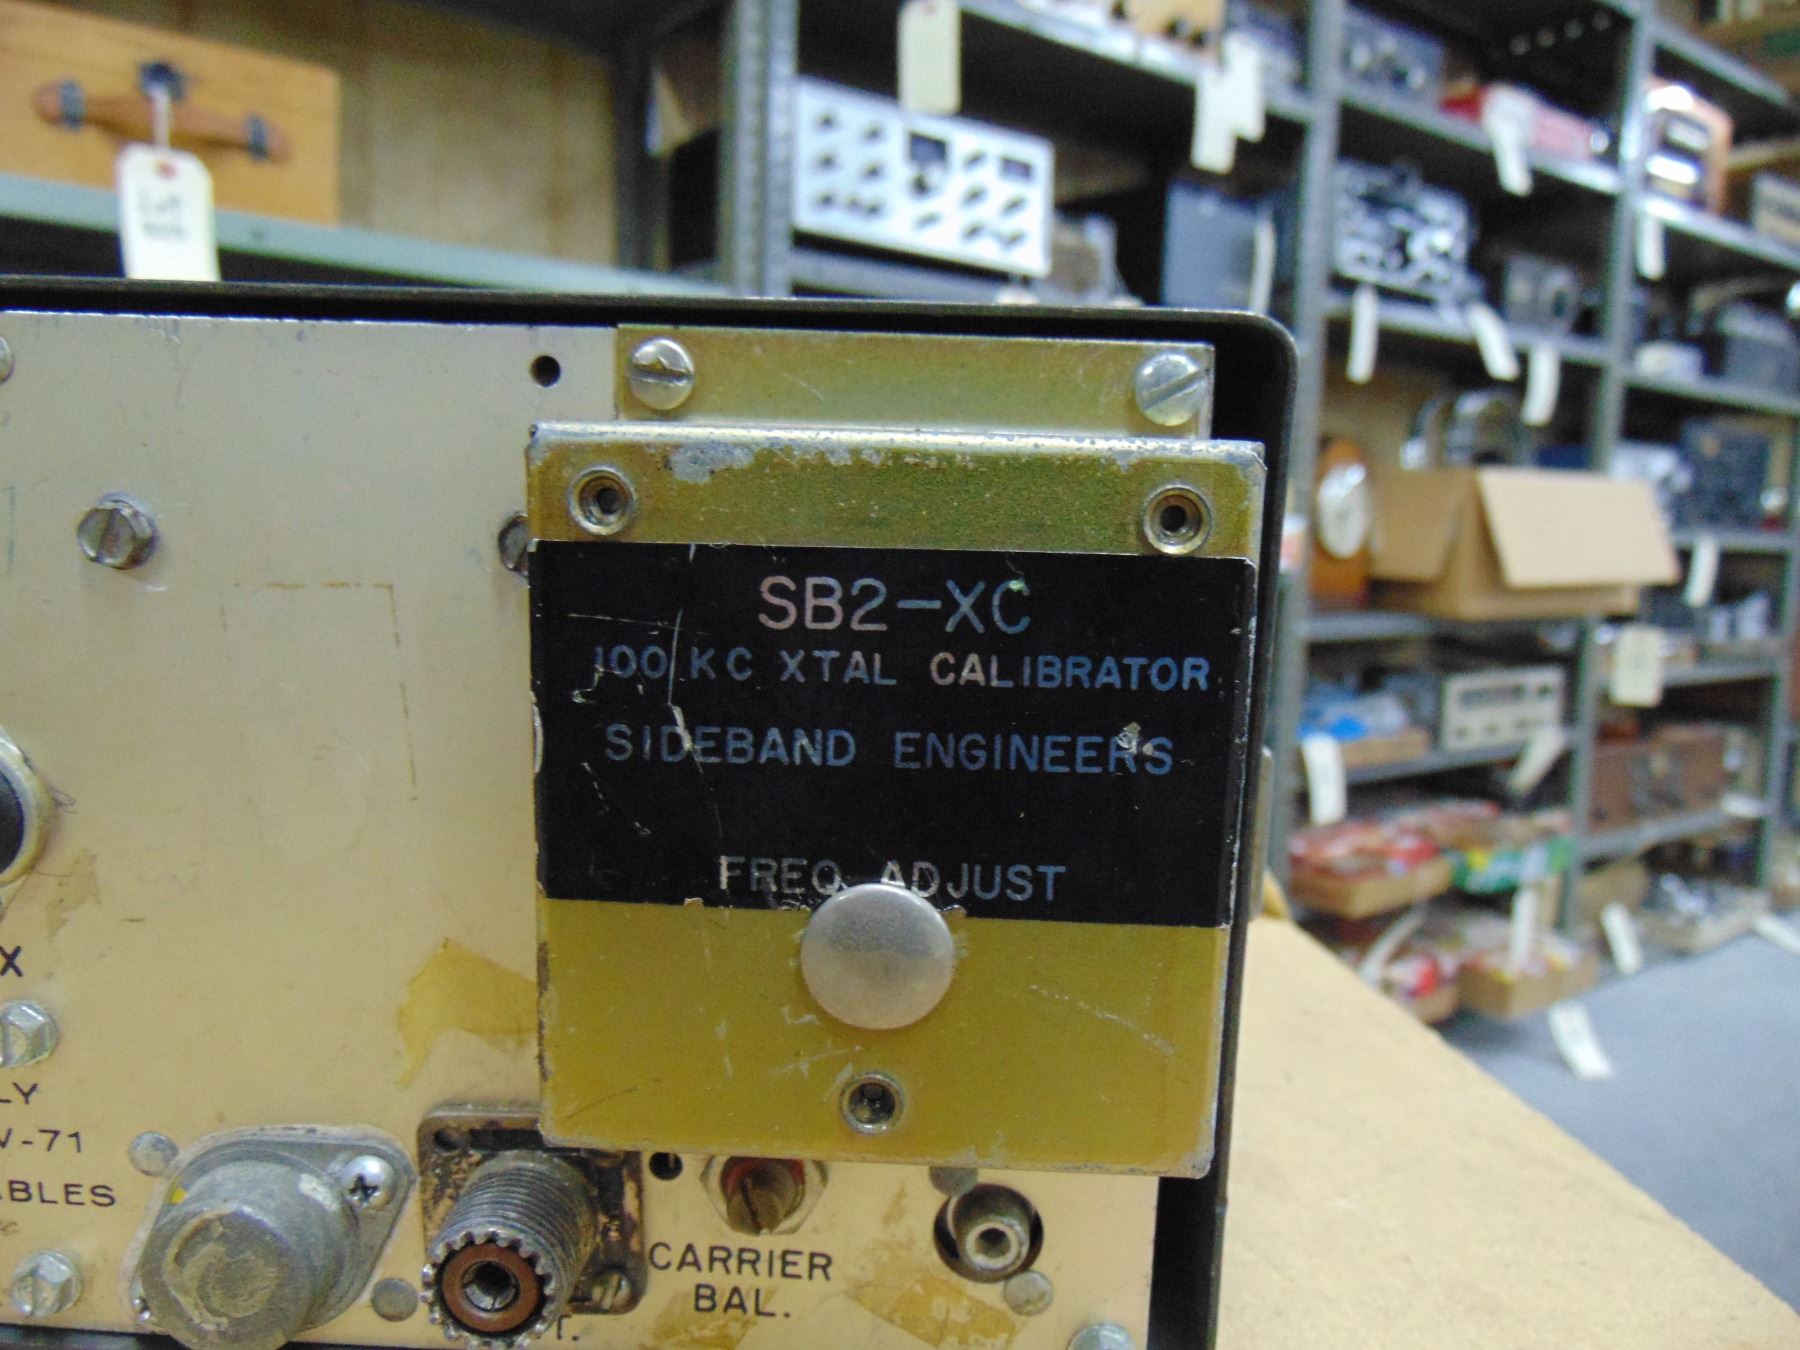 SB2-XC
100 KC XTAL CALIBRATOR
SIDEBAND ENGINEERS
FREQ. ADJUST
X
LY
V-71
ABLES
CARRIER
BAL.
T.